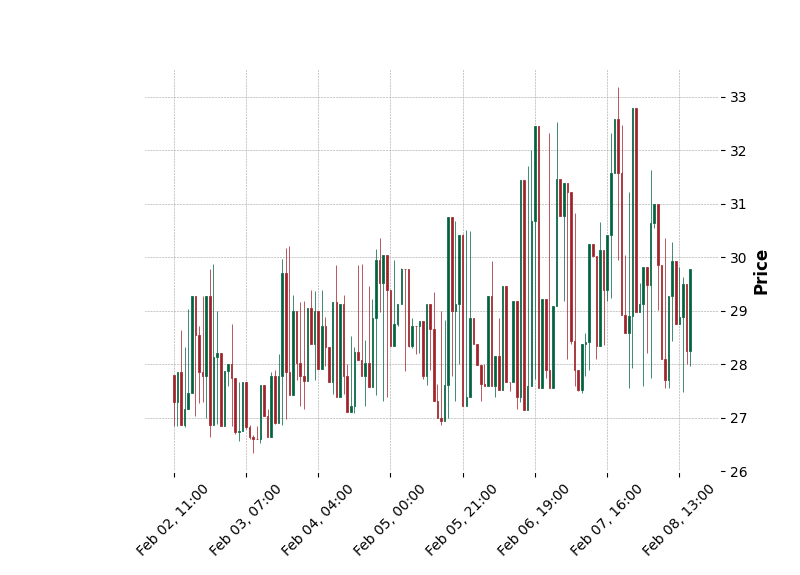 33
32
31
30
29
28
27
26
Price
Feb 02, 11:00
Feb 03, 07:00
Feb 04, 04:00
Feb 05, 00:00
Feb 05, 21:00
Feb 06, 19:00
Feb 07, 16:00
Feb 08, 13:00